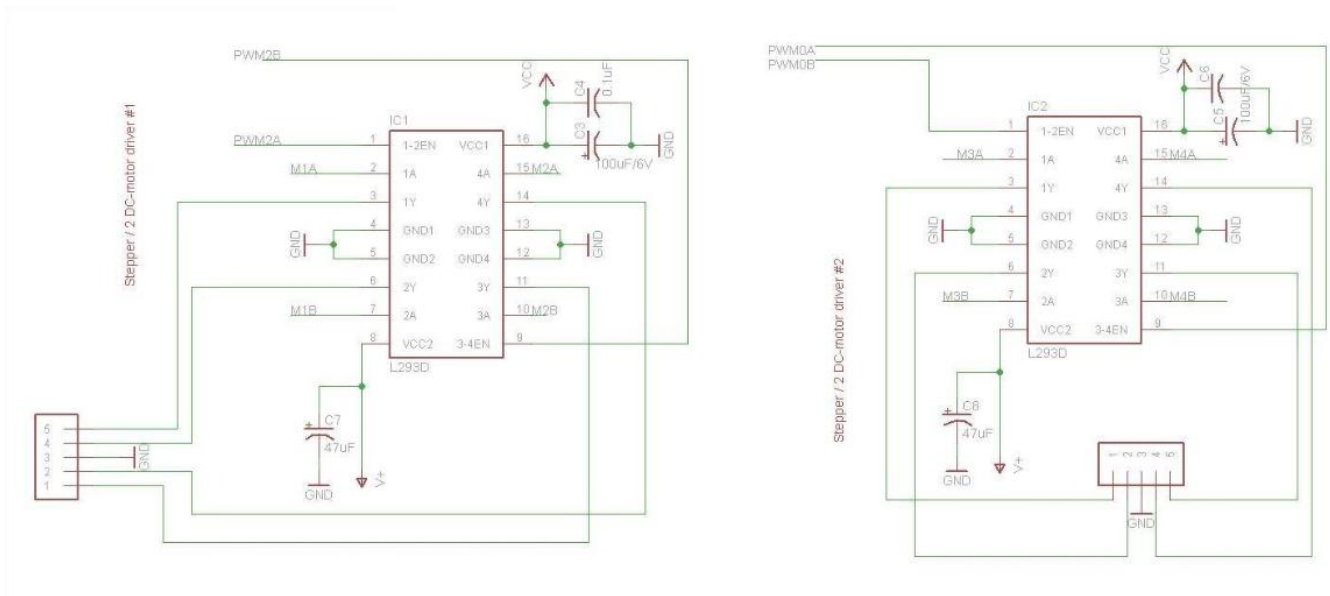 Stepper / 2 DC-motor driver #1
PWM2B
PWM2A
M1A
M1B
IC1
1 1-2EN VCC1 16
2 1A 4A 15 M2A
3 1Y 4Y 14
4 GND1 GND3 13
5 GND2 GND4 12
6 2Y 3Y 11
7 2A 3A 10 M2B
8 VCC2 3-4EN 9
L293D
GND
GND
VCC
C4
0.1uF
C3
+
100uF/6V
GND
+
C7
47uF
GND
V+
5
4
3
2
1
GND
Stepper / 2 DC-motor driver #2
PWM0A
PWM0B
M3A
M3B
IC2
1 1-2EN VCC1 16
2 1A 4A 15 M4A
3 1Y 4Y 14
4 GND1 GND3 13
5 GND2 GND4 12
6 2Y 3Y 11
7 2A 3A 10 M4B
8 VCC2 3-4EN 9
L293D
GND
GND
VCC
C6
C5
+
100uF/6V
GND
+
C8
47uF
GND
V+
1 2 3 4 5
GND